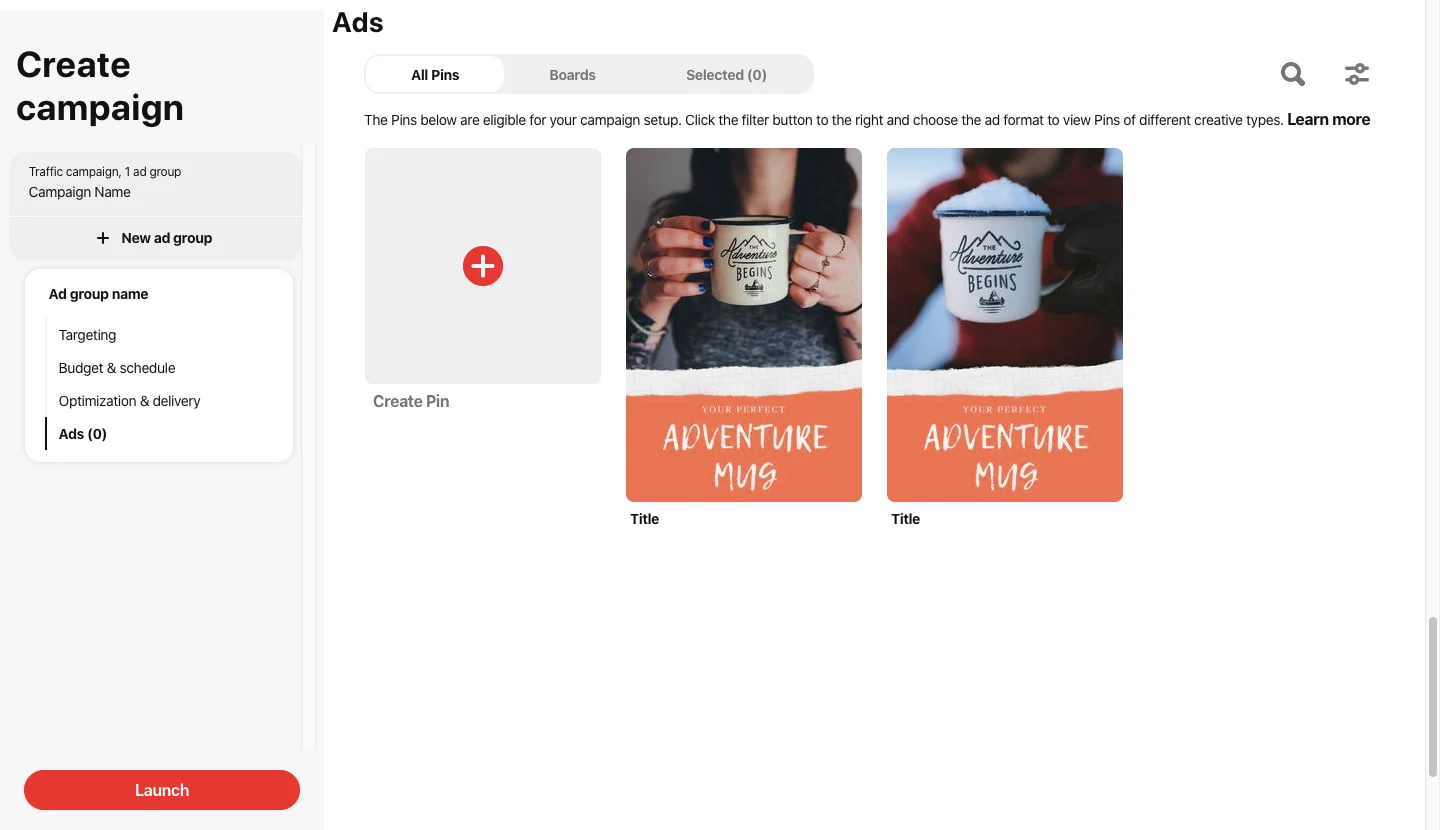 Create
campaign
Traffic campaign, 1 ad group
Campaign Name
+ New ad group
Ad group name
Targeting
Budget & schedule
Optimization & delivery
Ads (0)
Launch
Ads
All Pins
Boards
Selected (0)
The Pins below are eligible for your campaign setup. Click the filter button to the right and choose the ad format to view Pins of different creative types. Learn more
Create Pin
THE
Adventure
BEGINS
YOUR PERFECT
ADVENTURE
MUG
Title
THE
Adventure
BEGINS
YOUR PERFECT
ADVENTURE
MUG
Title